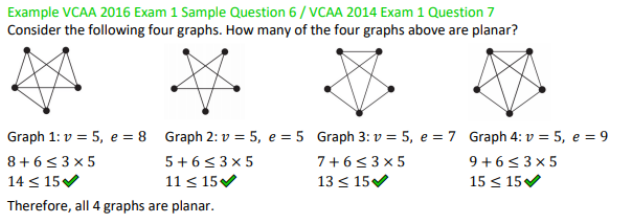 Example VCAA 2016 Exam 1 Sample Question 6 / VCAA 2014 Exam 1 Question 7
Consider the following four graphs. How many of the four graphs above are planar?
Graph 1: v = 5, e = 8 Graph 2: v = 5, e = 5 Graph 3: v = 5, e = 7 Graph 4: v = 5, e = 9
8 + 6 ≤ 3 × 5 5 + 6 ≤ 3 × 5 7 + 6 ≤ 3 × 5 9 + 6 ≤ 3 × 5
14 ≤ 15✔ 11 ≤ 15✔ 13 ≤ 15✔ 15 ≤ 15✔
Therefore, all 4 graphs are planar.